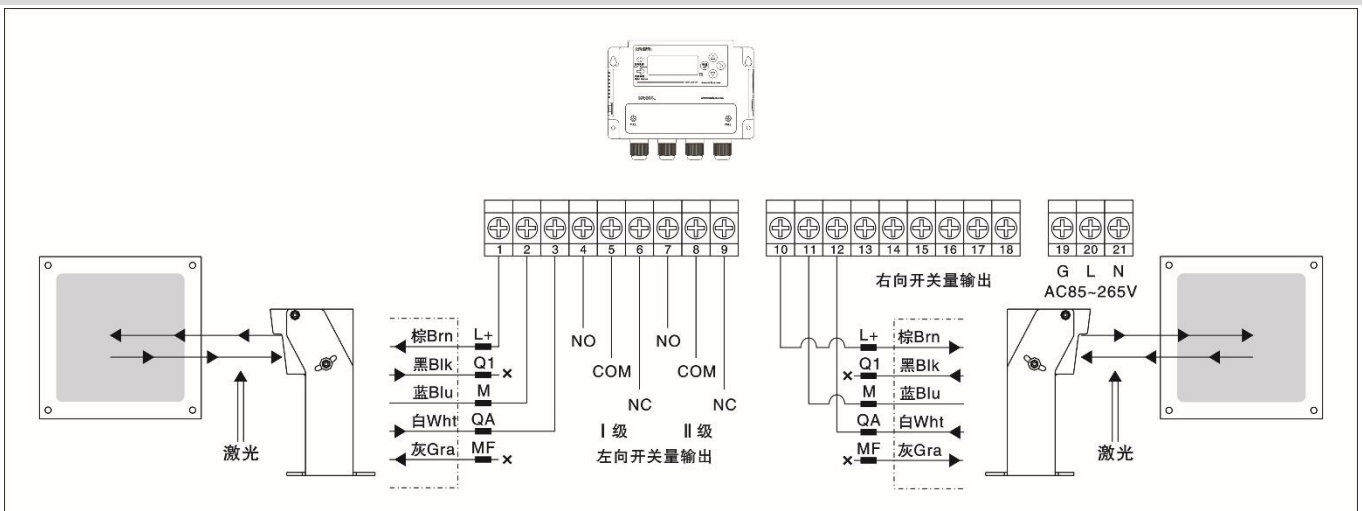 1 2 3 4 5 6 7 8 9
10 11 12 13 14 15 16 17 18
19 20 21
G L N
AC85~265V
右向开关量输出
棕Brn L+
黑Blk Q1 ×
蓝Blu M
白Wht QA
灰Gra MF ×
NO
COM
NC
Ⅰ级
NO
COM
NC
Ⅱ级
左向开关量输出
激光
L+ 棕Brn
× Q1 黑Blk
M 蓝Blu
QA 白Wht
× MF 灰Gra
激光